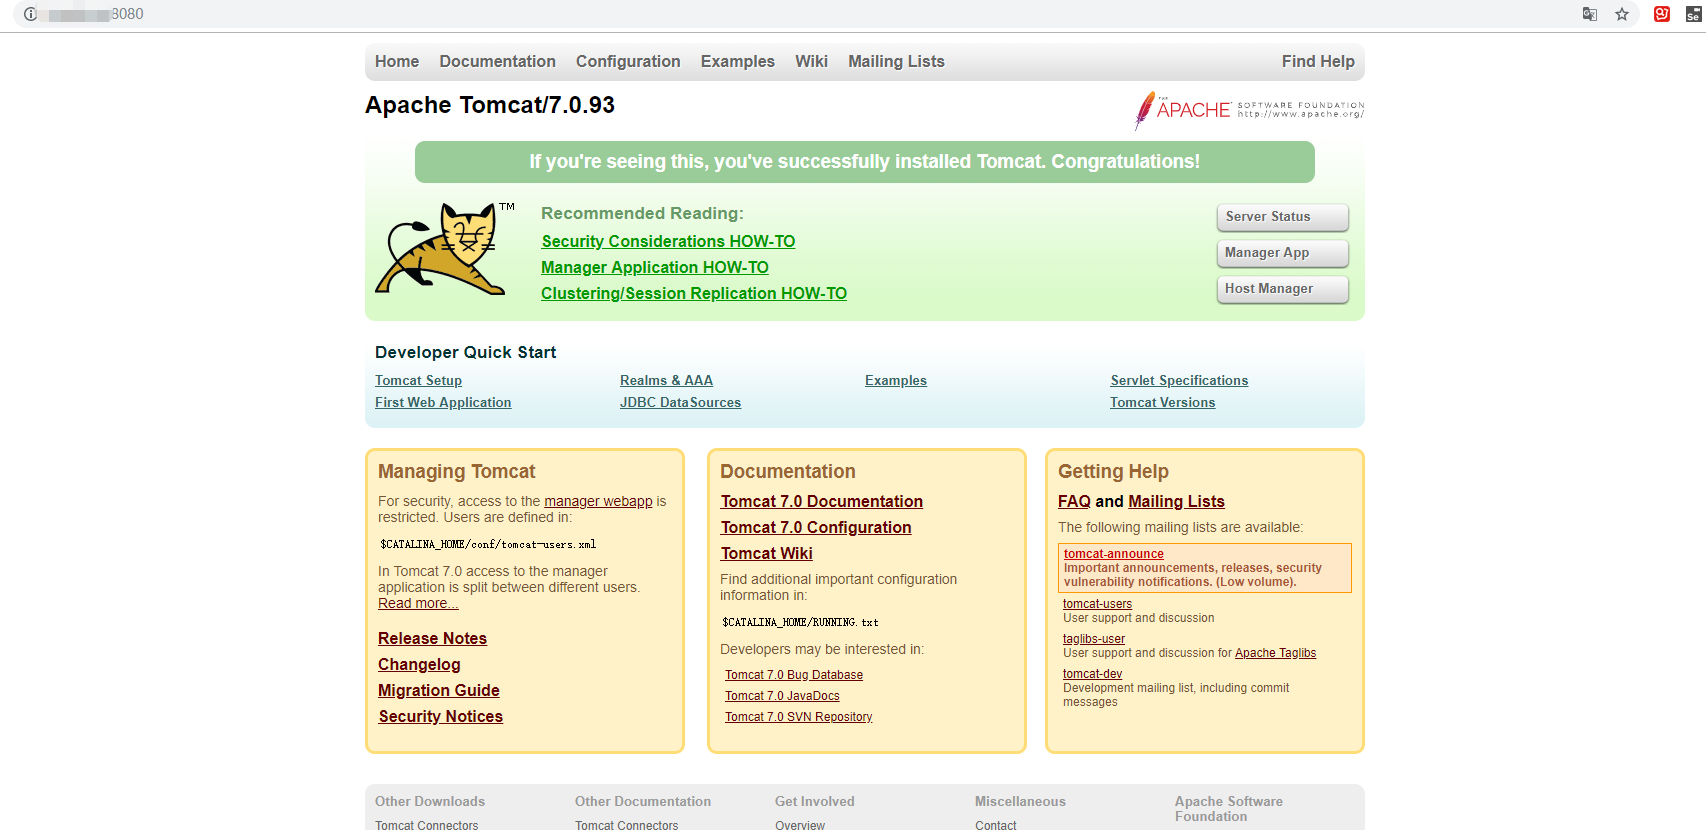 8080
Home Documentation Configuration Examples Wiki Mailing Lists Find Help
Apache Tomcat/7.0.93
THE APACHE SOFTWARE FOUNDATION
http://www.apache.org/
If you're seeing this, you've successfully installed Tomcat. Congratulations!
TM
Recommended Reading:
Security Considerations HOW-TO
Manager Application HOW-TO
Clustering/Session Replication HOW-TO
Server Status
Manager App
Host Manager
Developer Quick Start
Tomcat Setup
First Web Application
Realms & AAA
JDBC DataSources
Examples
Servlet Specifications
Tomcat Versions
Managing Tomcat
For security, access to the manager webapp is
restricted. Users are defined in:
$CATALINA_HOME/conf/tomcat-users.xml
In Tomcat 7.0 access to the manager
application is split between different users.
Read more...
Release Notes
Changelog
Migration Guide
Security Notices
Documentation
Tomcat 7.0 Documentation
Tomcat 7.0 Configuration
Tomcat Wiki
Find additional important configuration
information in:
$CATALINA_HOME/RUNNING.txt
Developers may be interested in:
Tomcat 7.0 Bug Database
Tomcat 7.0 JavaDocs
Tomcat 7.0 SVN Repository
Getting Help
FAQ and Mailing Lists
The following mailing lists are available:
tomcat-announce
Important announcements, releases, security
vulnerability notifications. (Low volume).
tomcat-users
User support and discussion
taglibs-user
User support and discussion for Apache Taglibs
tomcat-dev
Development mailing list, including commit
messages
Other Downloads
Tomcat Connectors
Other Documentation
Tomcat Connectors
Get Involved
Overview
Miscellaneous
Contact
Apache Software
Foundation